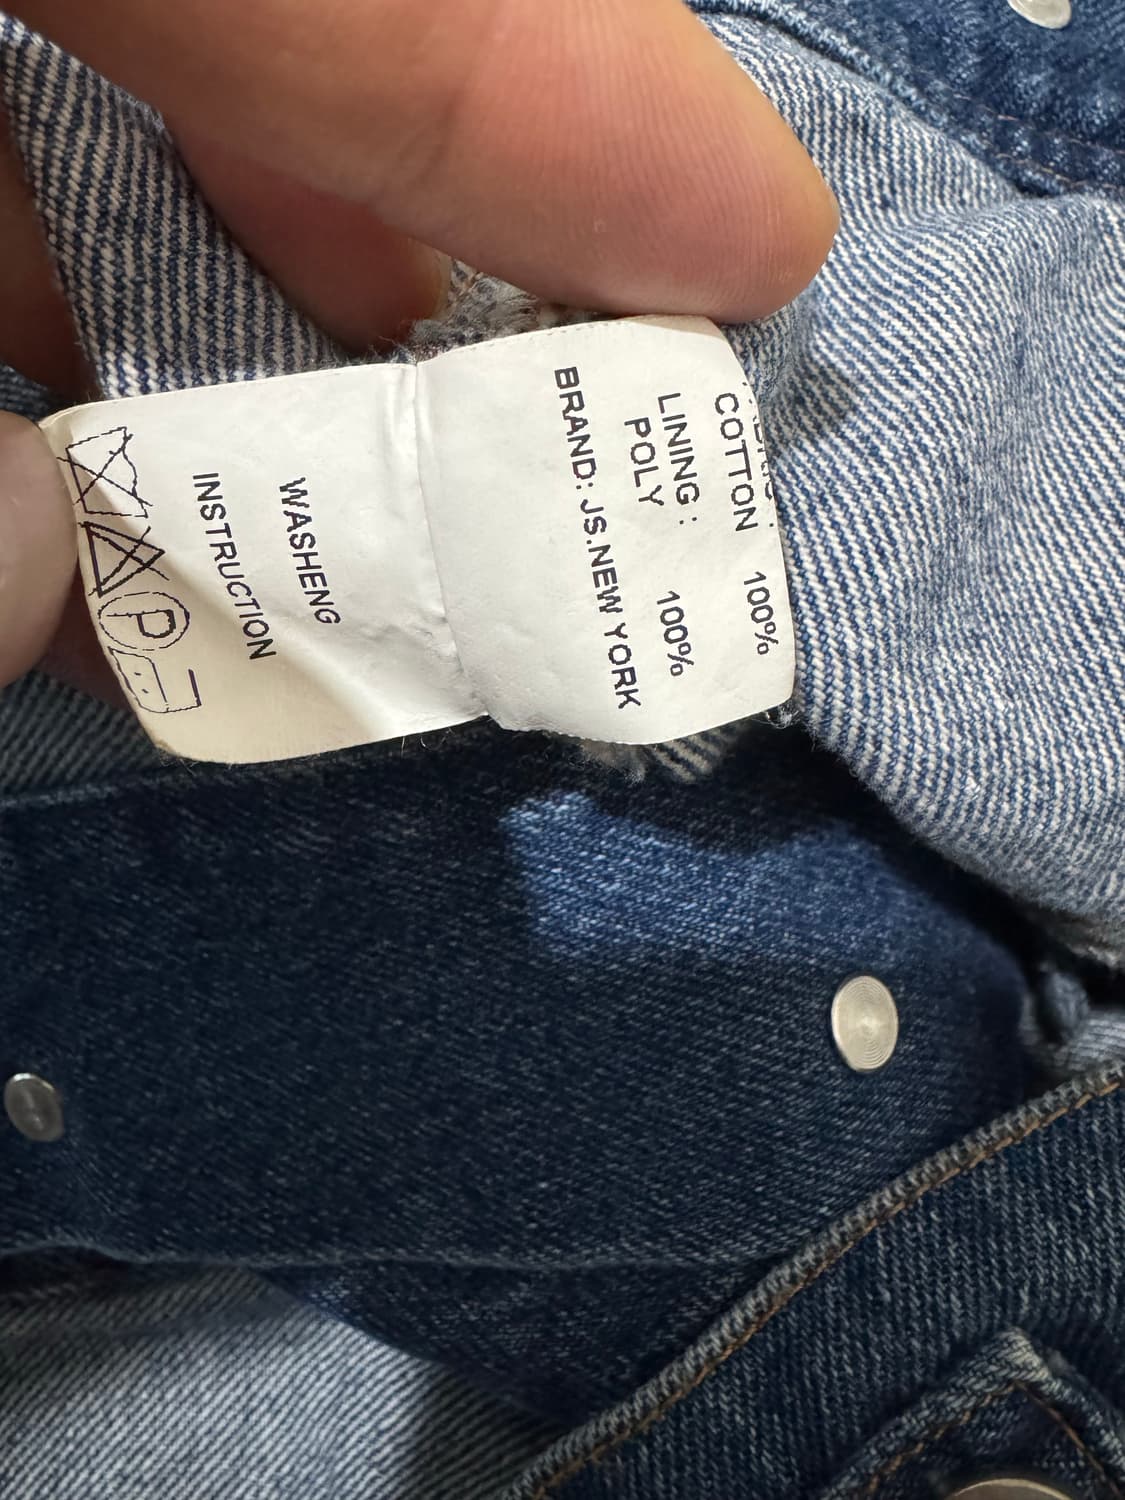 COTTON 100%
LINING :
POLY 100%
BRAND: JS.NEW YORK
WASHENG
INSTRUCTION
P